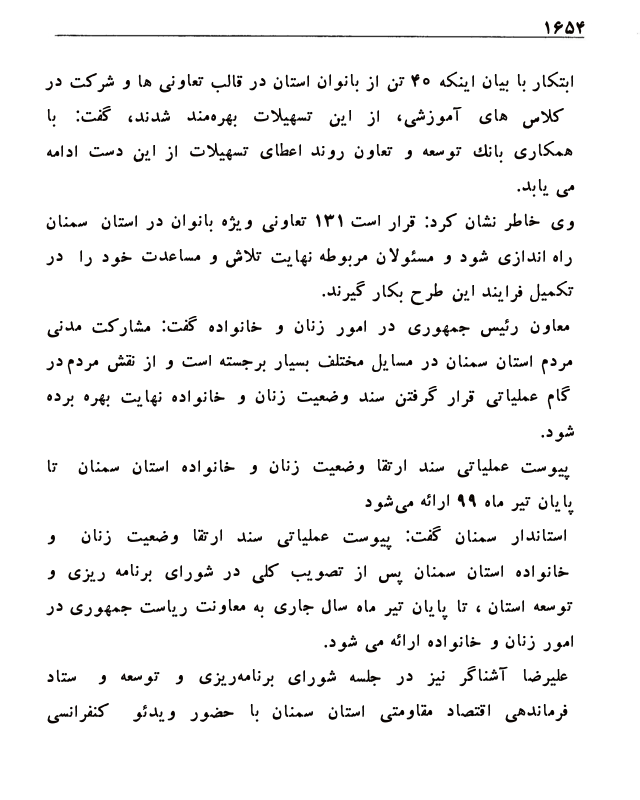 ۱۶۵۴
ابتکار با بیان اینکه ۴۰ تن از بانوان استان در قالب تعاونی ها و شرکت در
کلاس های آموزشی، از این تسهیلات بهره‌مند شدند، گفت: با
همکاری بانك توسعه و تعاون روند اعطای تسهیلات از این دست ادامه
می یابد.
وی خاطر نشان کرد: قرار است ۱۳۱ تعاونی ویژه بانوان در استان سمنان
راه اندازی شود و مسئولان مربوطه نهایت تلاش و مساعدت خود را در
تکمیل فرایند این طرح بکار گیرند.
معاون رئیس جمهوری در امور زنان و خانواده گفت: مشارکت مدنی
مردم استان سمنان در مسایل مختلف بسیار برجسته است و از نقش مردم در
گام عملیاتی قرار گرفتن سند وضعیت زنان و خانواده نهایت بهره برده
شود.
پیوست عملیاتی سند ارتقا وضعیت زنان و خانواده استان سمنان تا
پایان تیر ماه ۹۹ ارائه می‌شود
استاندار سمنان گفت: پیوست عملیاتی سند ارتقا وضعیت زنان و
خانواده استان سمنان پس از تصویب کلی در شورای برنامه ریزی و
توسعه استان ، تا پایان تیر ماه سال جاری به معاونت ریاست جمهوری در
امور زنان و خانواده ارائه می شود.
علیرضا آشناگر نیز در جلسه شورای برنامه‌ریزی و توسعه و ستاد
فرماندهی اقتصاد مقاومتی استان سمنان با حضور ویدئو کنفرانسی